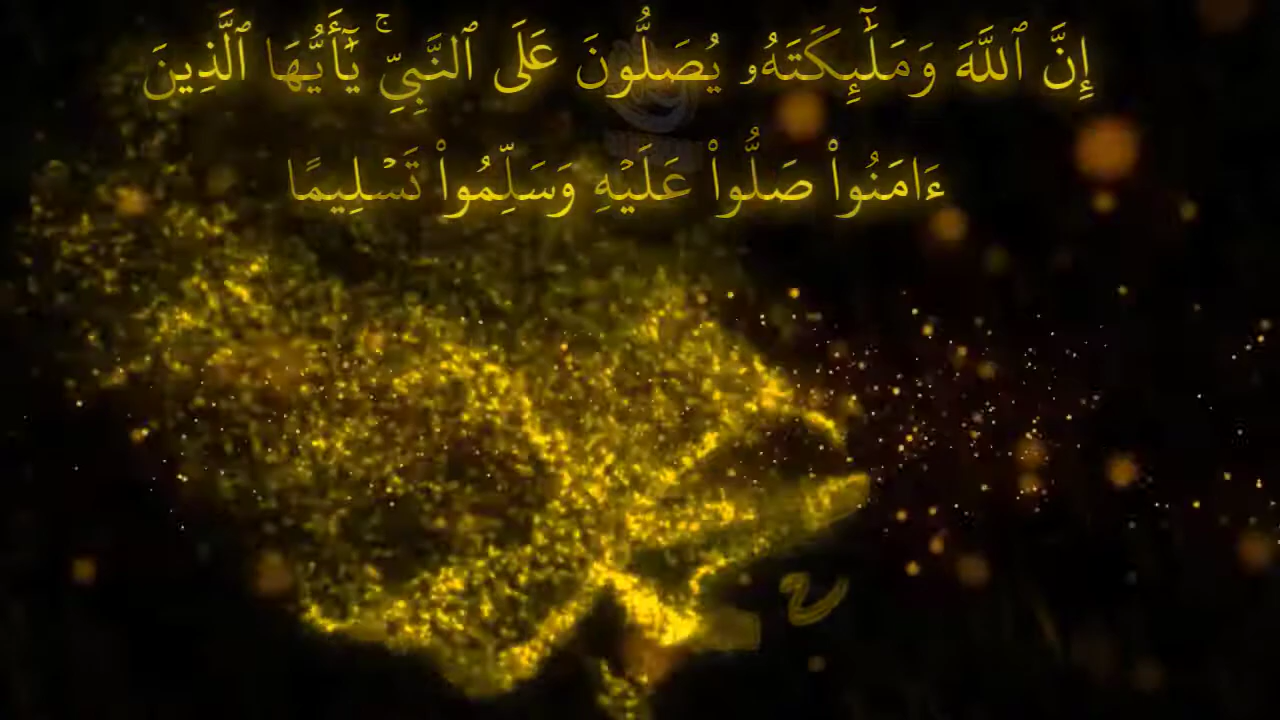 إِنَّ ٱللَّهَ وَمَلَـٰٓئِكَتَهُۥ يُصَلُّونَ عَلَى ٱلنَّبِىِّ ۚ يَـٰٓأَيُّهَا ٱلَّذِينَ
ءَامَنُوا۟ صَلُّوا۟ عَلَيْهِ وَسَلِّمُوا۟ تَسْلِيمًا